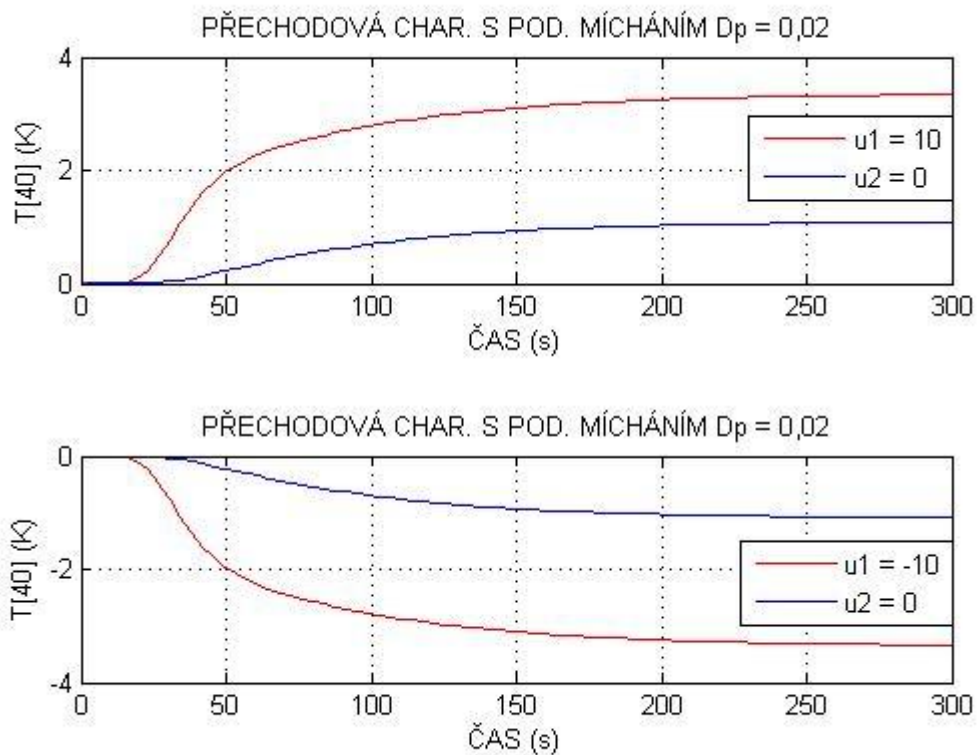 PŘECHODOVÁ CHAR. S POD. MÍCHÁNÍM Dp = 0,02
T[40] (K)
4
2
0
u1 = 10
u2 = 0
0 50 100 150 200 250 300
ČAS (s)
PŘECHODOVÁ CHAR. S POD. MÍCHÁNÍM Dp = 0,02
T[40] (K)
0
-2
-4
u1 = -10
u2 = 0
0 50 100 150 200 250 300
ČAS (s)